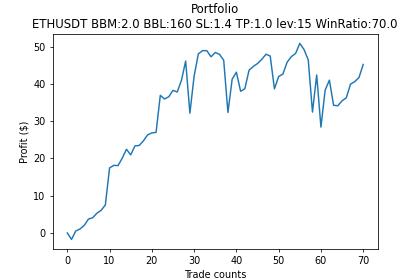 Portfolio
ETHUSDT BBM:2.0 BBL:160 SL:1.4 TP:1.0 lev:15 WinRatio:70.0
Profit ($)
50
40
30
20
10
0
0 10 20 30 40 50 60 70
Trade counts